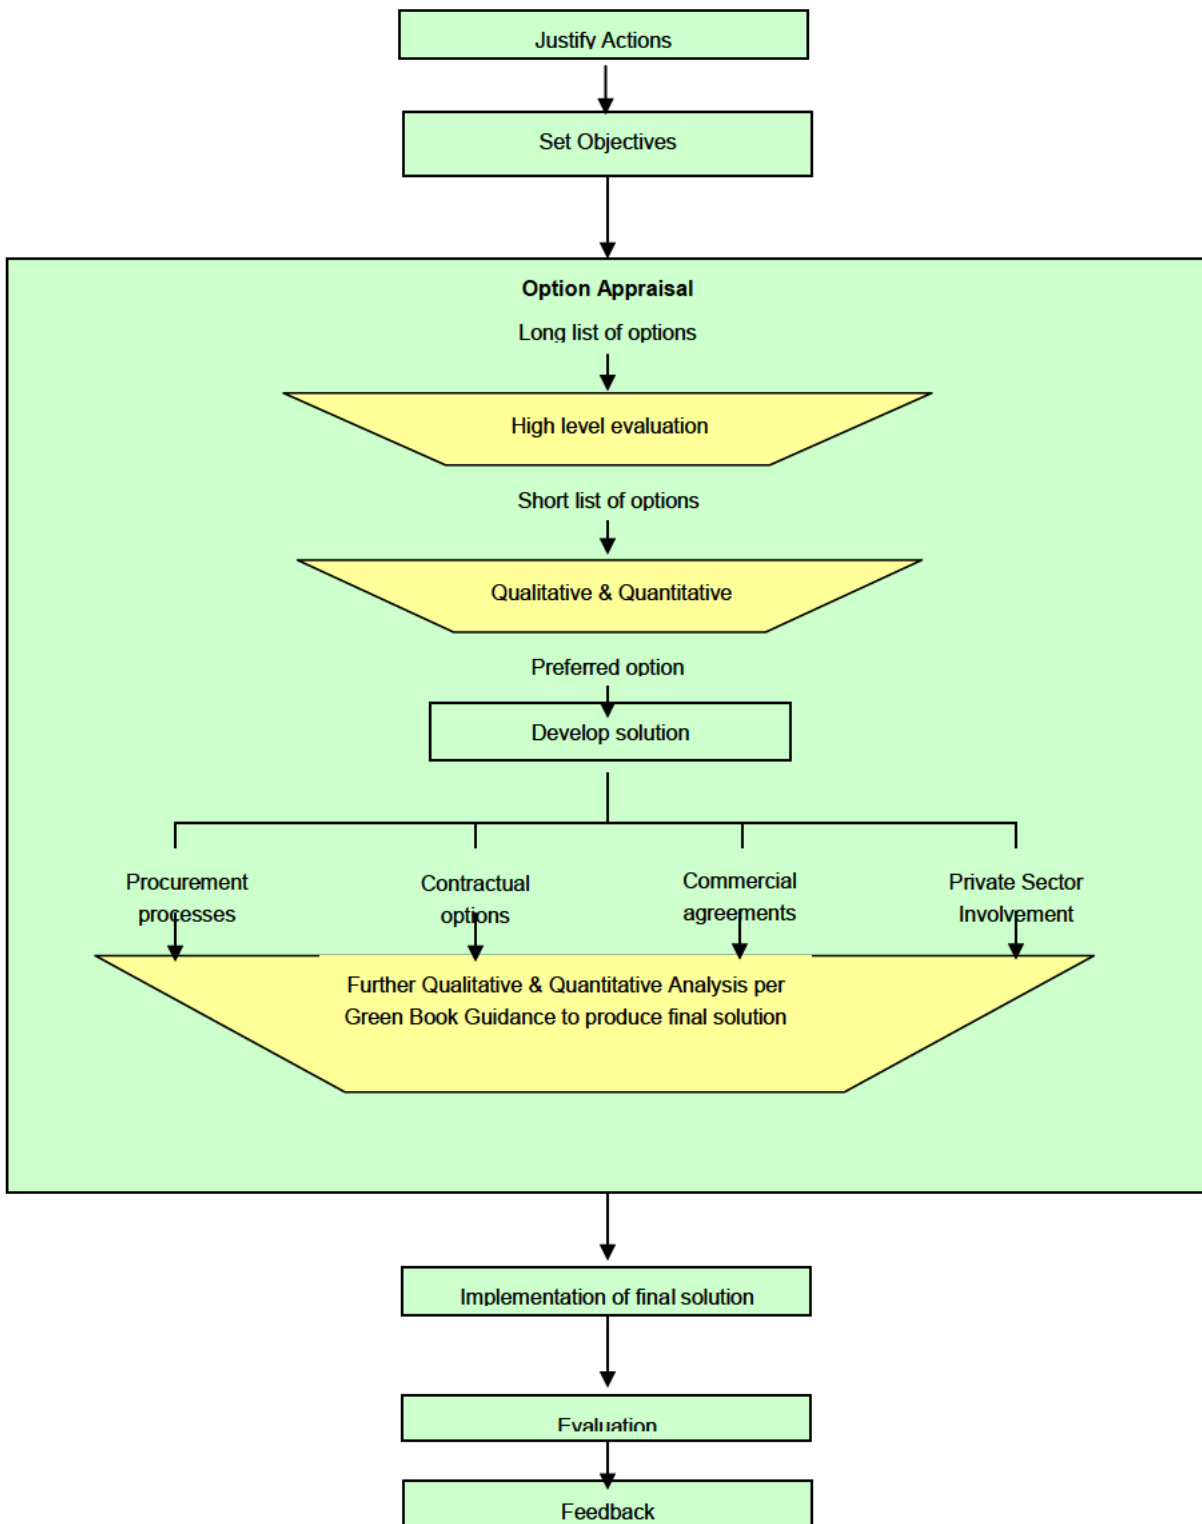 Justify Actions
Set Objectives
Option Appraisal
Long list of options
High level evaluation
Short list of options
Qualitative & Quantitative
Preferred option
Develop solution
Procurement
processes
Contractual
options
Commercial
agreements
Private Sector
Involvement
Further Qualitative & Quantitative Analysis per
Green Book Guidance to produce final solution
Implementation of final solution
Evaluation
Feedback